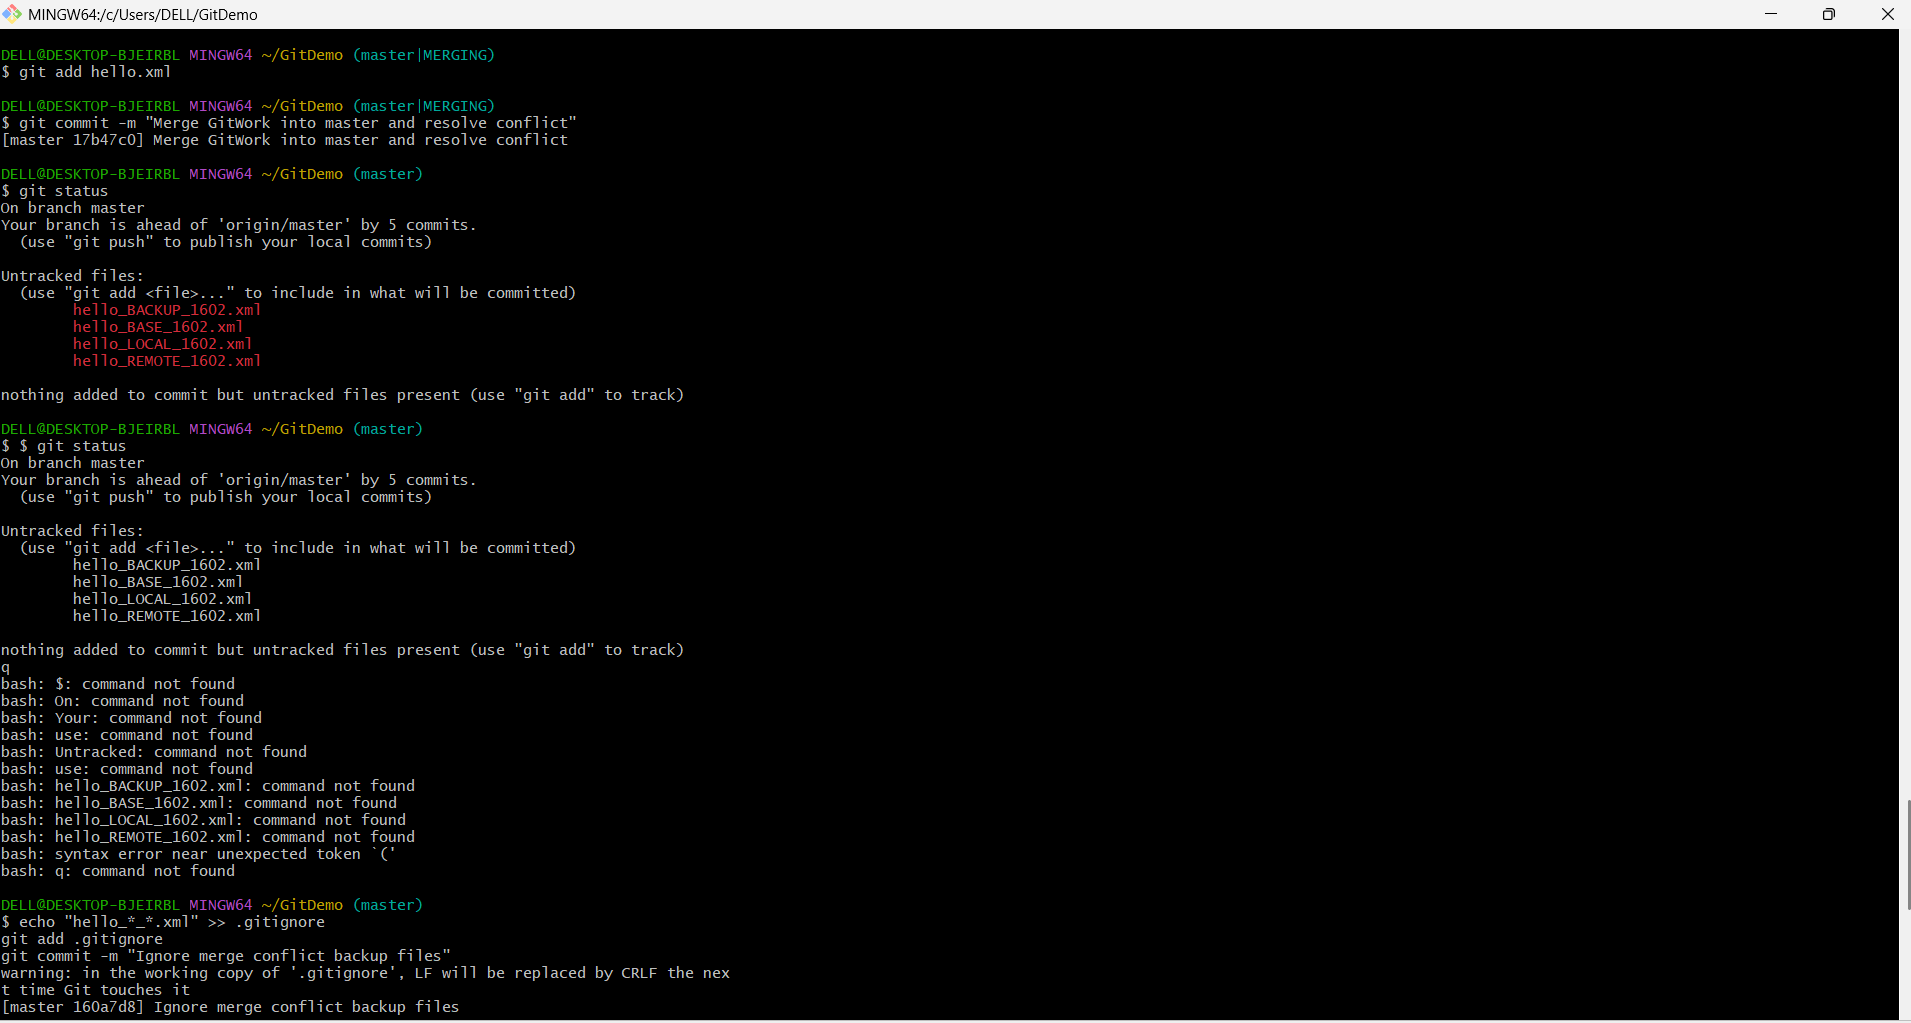 MINGW64:/c/Users/DELL/GitDemo
DELL@DESKTOP-BJEIRBL MINGW64 ~/GitDemo (master|MERGING)
$ git add hello.xml
DELL@DESKTOP-BJEIRBL MINGW64 ~/GitDemo (master|MERGING)
$ git commit -m "Merge GitWork into master and resolve conflict"
[master 17b47c0] Merge GitWork into master and resolve conflict
DELL@DESKTOP-BJEIRBL MINGW64 ~/GitDemo (master)
$ git status
On branch master
Your branch is ahead of 'origin/master' by 5 commits.
  (use "git push" to publish your local commits)
Untracked files:
  (use "git add <file>..." to include in what will be committed)
        hello_BACKUP_1602.xml
        hello_BASE_1602.xml
        hello_LOCAL_1602.xml
        hello_REMOTE_1602.xml
nothing added to commit but untracked files present (use "git add" to track)
DELL@DESKTOP-BJEIRBL MINGW64 ~/GitDemo (master)
$ $ git status
On branch master
Your branch is ahead of 'origin/master' by 5 commits.
  (use "git push" to publish your local commits)
Untracked files:
  (use "git add <file>..." to include in what will be committed)
        hello_BACKUP_1602.xml
        hello_BASE_1602.xml
        hello_LOCAL_1602.xml
        hello_REMOTE_1602.xml
nothing added to commit but untracked files present (use "git add" to track)
q
bash: $: command not found
bash: On: command not found
bash: Your: command not found
bash: use: command not found
bash: Untracked: command not found
bash: use: command not found
bash: hello_BACKUP_1602.xml: command not found
bash: hello_BASE_1602.xml: command not found
bash: hello_LOCAL_1602.xml: command not found
bash: hello_REMOTE_1602.xml: command not found
bash: syntax error near unexpected token `('
bash: q: command not found
DELL@DESKTOP-BJEIRBL MINGW64 ~/GitDemo (master)
$ echo "hello_*_*.xml" >> .gitignore
git add .gitignore
git commit -m "Ignore merge conflict backup files"
warning: in the working copy of '.gitignore', LF will be replaced by CRLF the nex
t time Git touches it
[master 160a7d8] Ignore merge conflict backup files